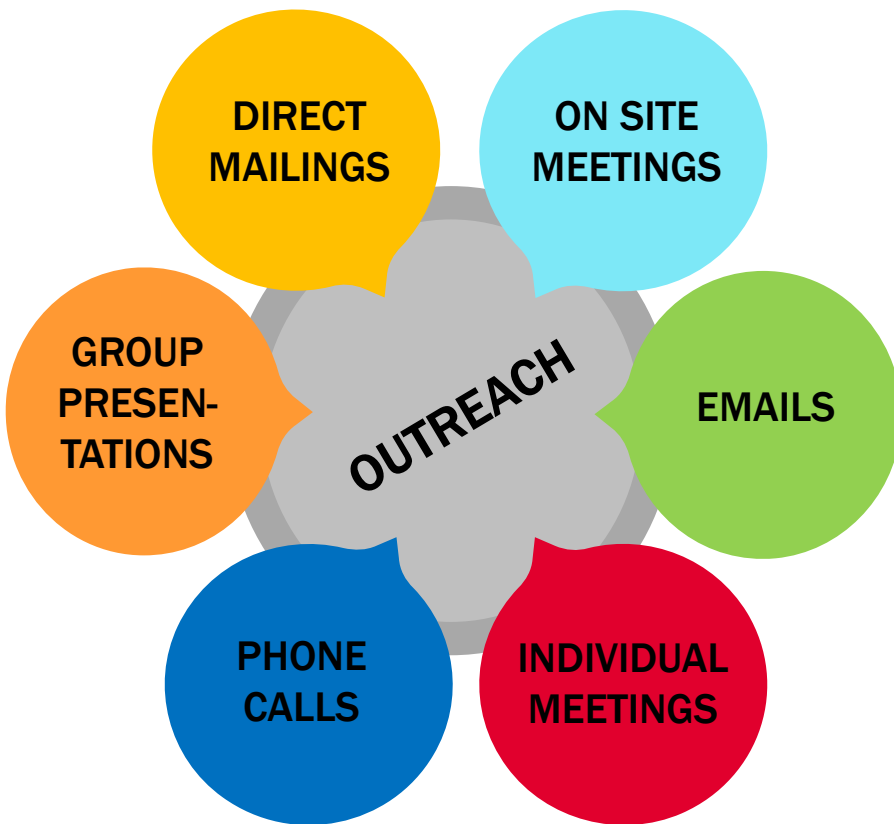 DIRECT
MAILINGS
ON SITE
MEETINGS
GROUP
PRESEN-
TATIONS
OUTREACH
EMAILS
PHONE
CALLS
INDIVIDUAL
MEETINGS